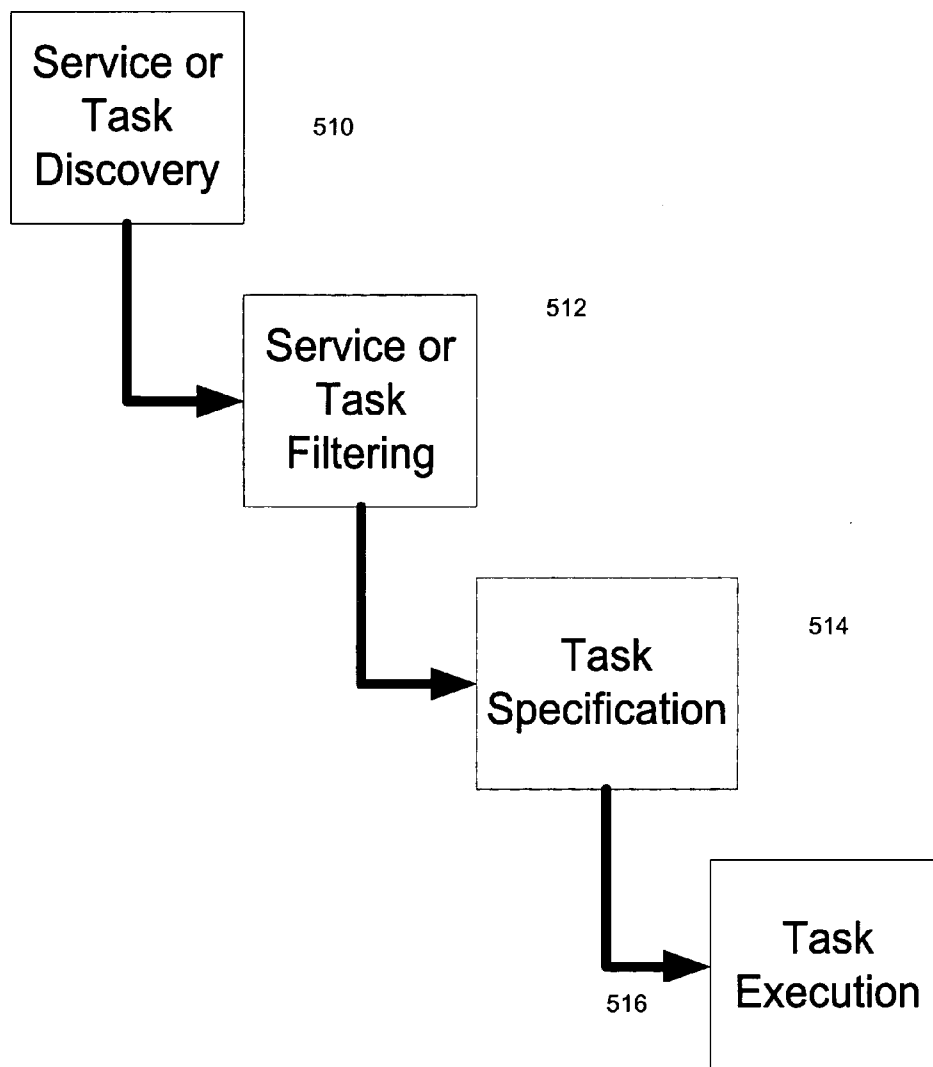 Service or
Task
Discovery
510
512
Service or
Task
Filtering
514
Task
Specification
516
Task
Execution